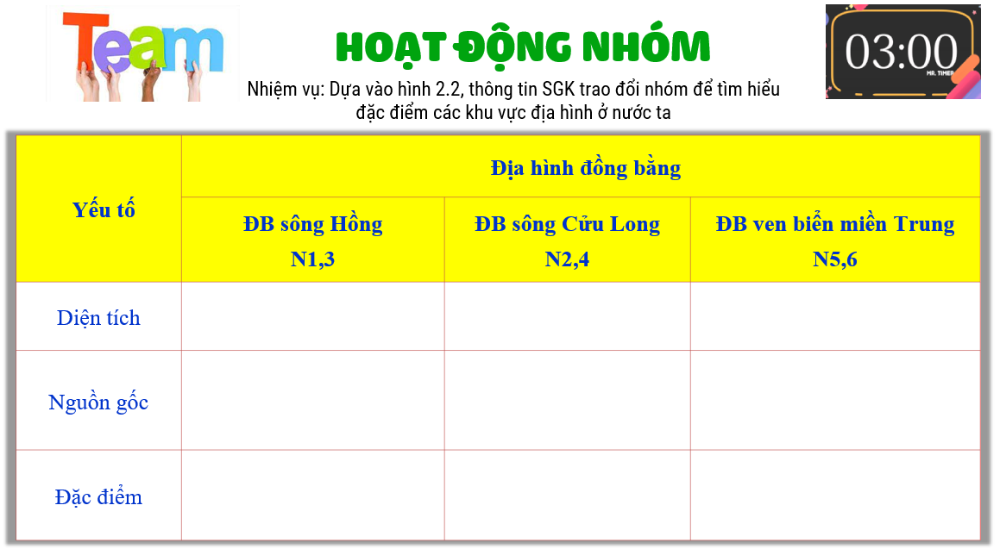 Team
HOẠT ĐỘNG NHÓM
03:00
MR. TIMER
Nhiệm vụ: Dựa vào hình 2.2, thông tin SGK trao đổi nhóm để tìm hiểu
đặc điểm các khu vực địa hình ở nước ta
Yếu tố
Địa hình đồng bằng
ĐB sông Hồng
N1,3
ĐB sông Cửu Long
N2,4
ĐB ven biển miền Trung
N5,6
Diện tích
Nguồn gốc
Đặc điểm